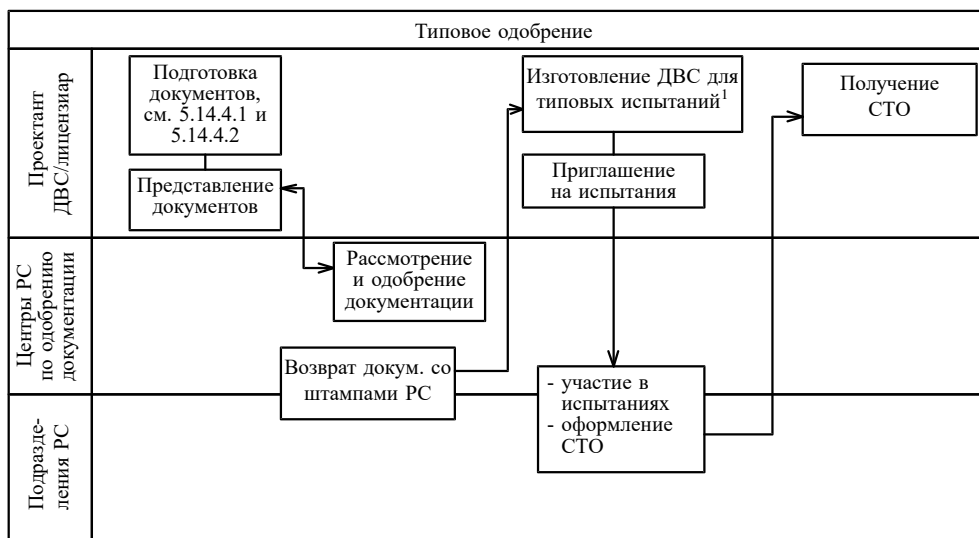 Типовое одобрение
Проектант
ДВС/лицензиар
Подготовка
документов,
см. 5.14.4.1 и
5.14.4.2
Представление
документов
Изготовление ДВС для
типовых испытаний¹
Приглашение
на испытания
Получение
СТО
Центры РС
по одобрению
документации
Рассмотрение
и одобрение
документации
Возврат докум. со
штампами РС
- участие в
испытаниях
- оформление
СТО
Подразде-
ления РС